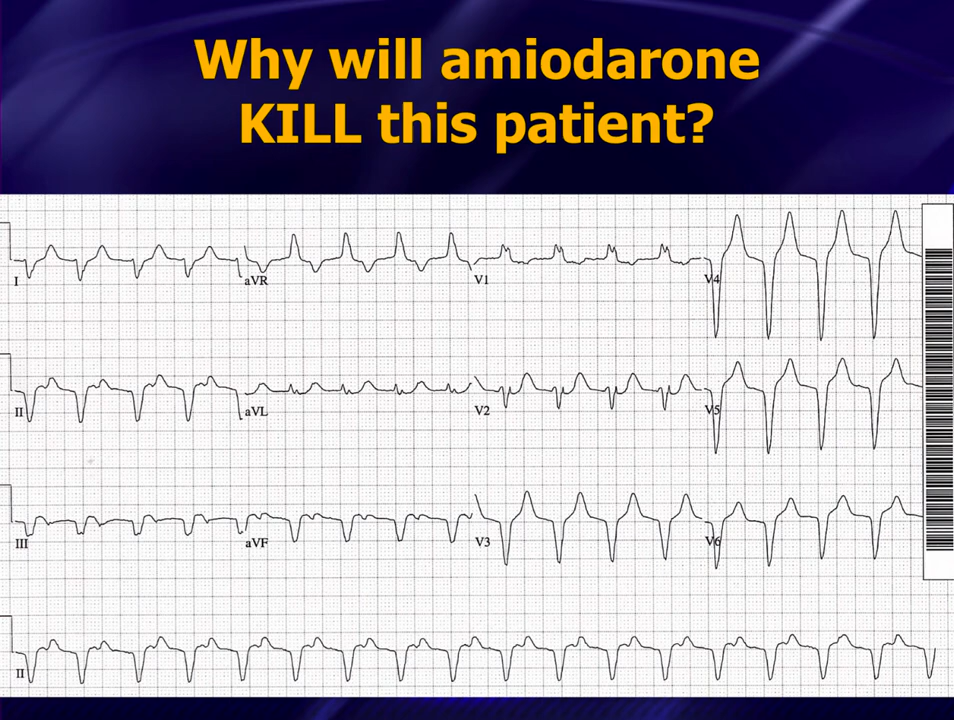 Why will amiodarone
KILL this patient?
I
aVR
V1
V4
II
aVL
V2
V5
III
aVF
V3
V6
II